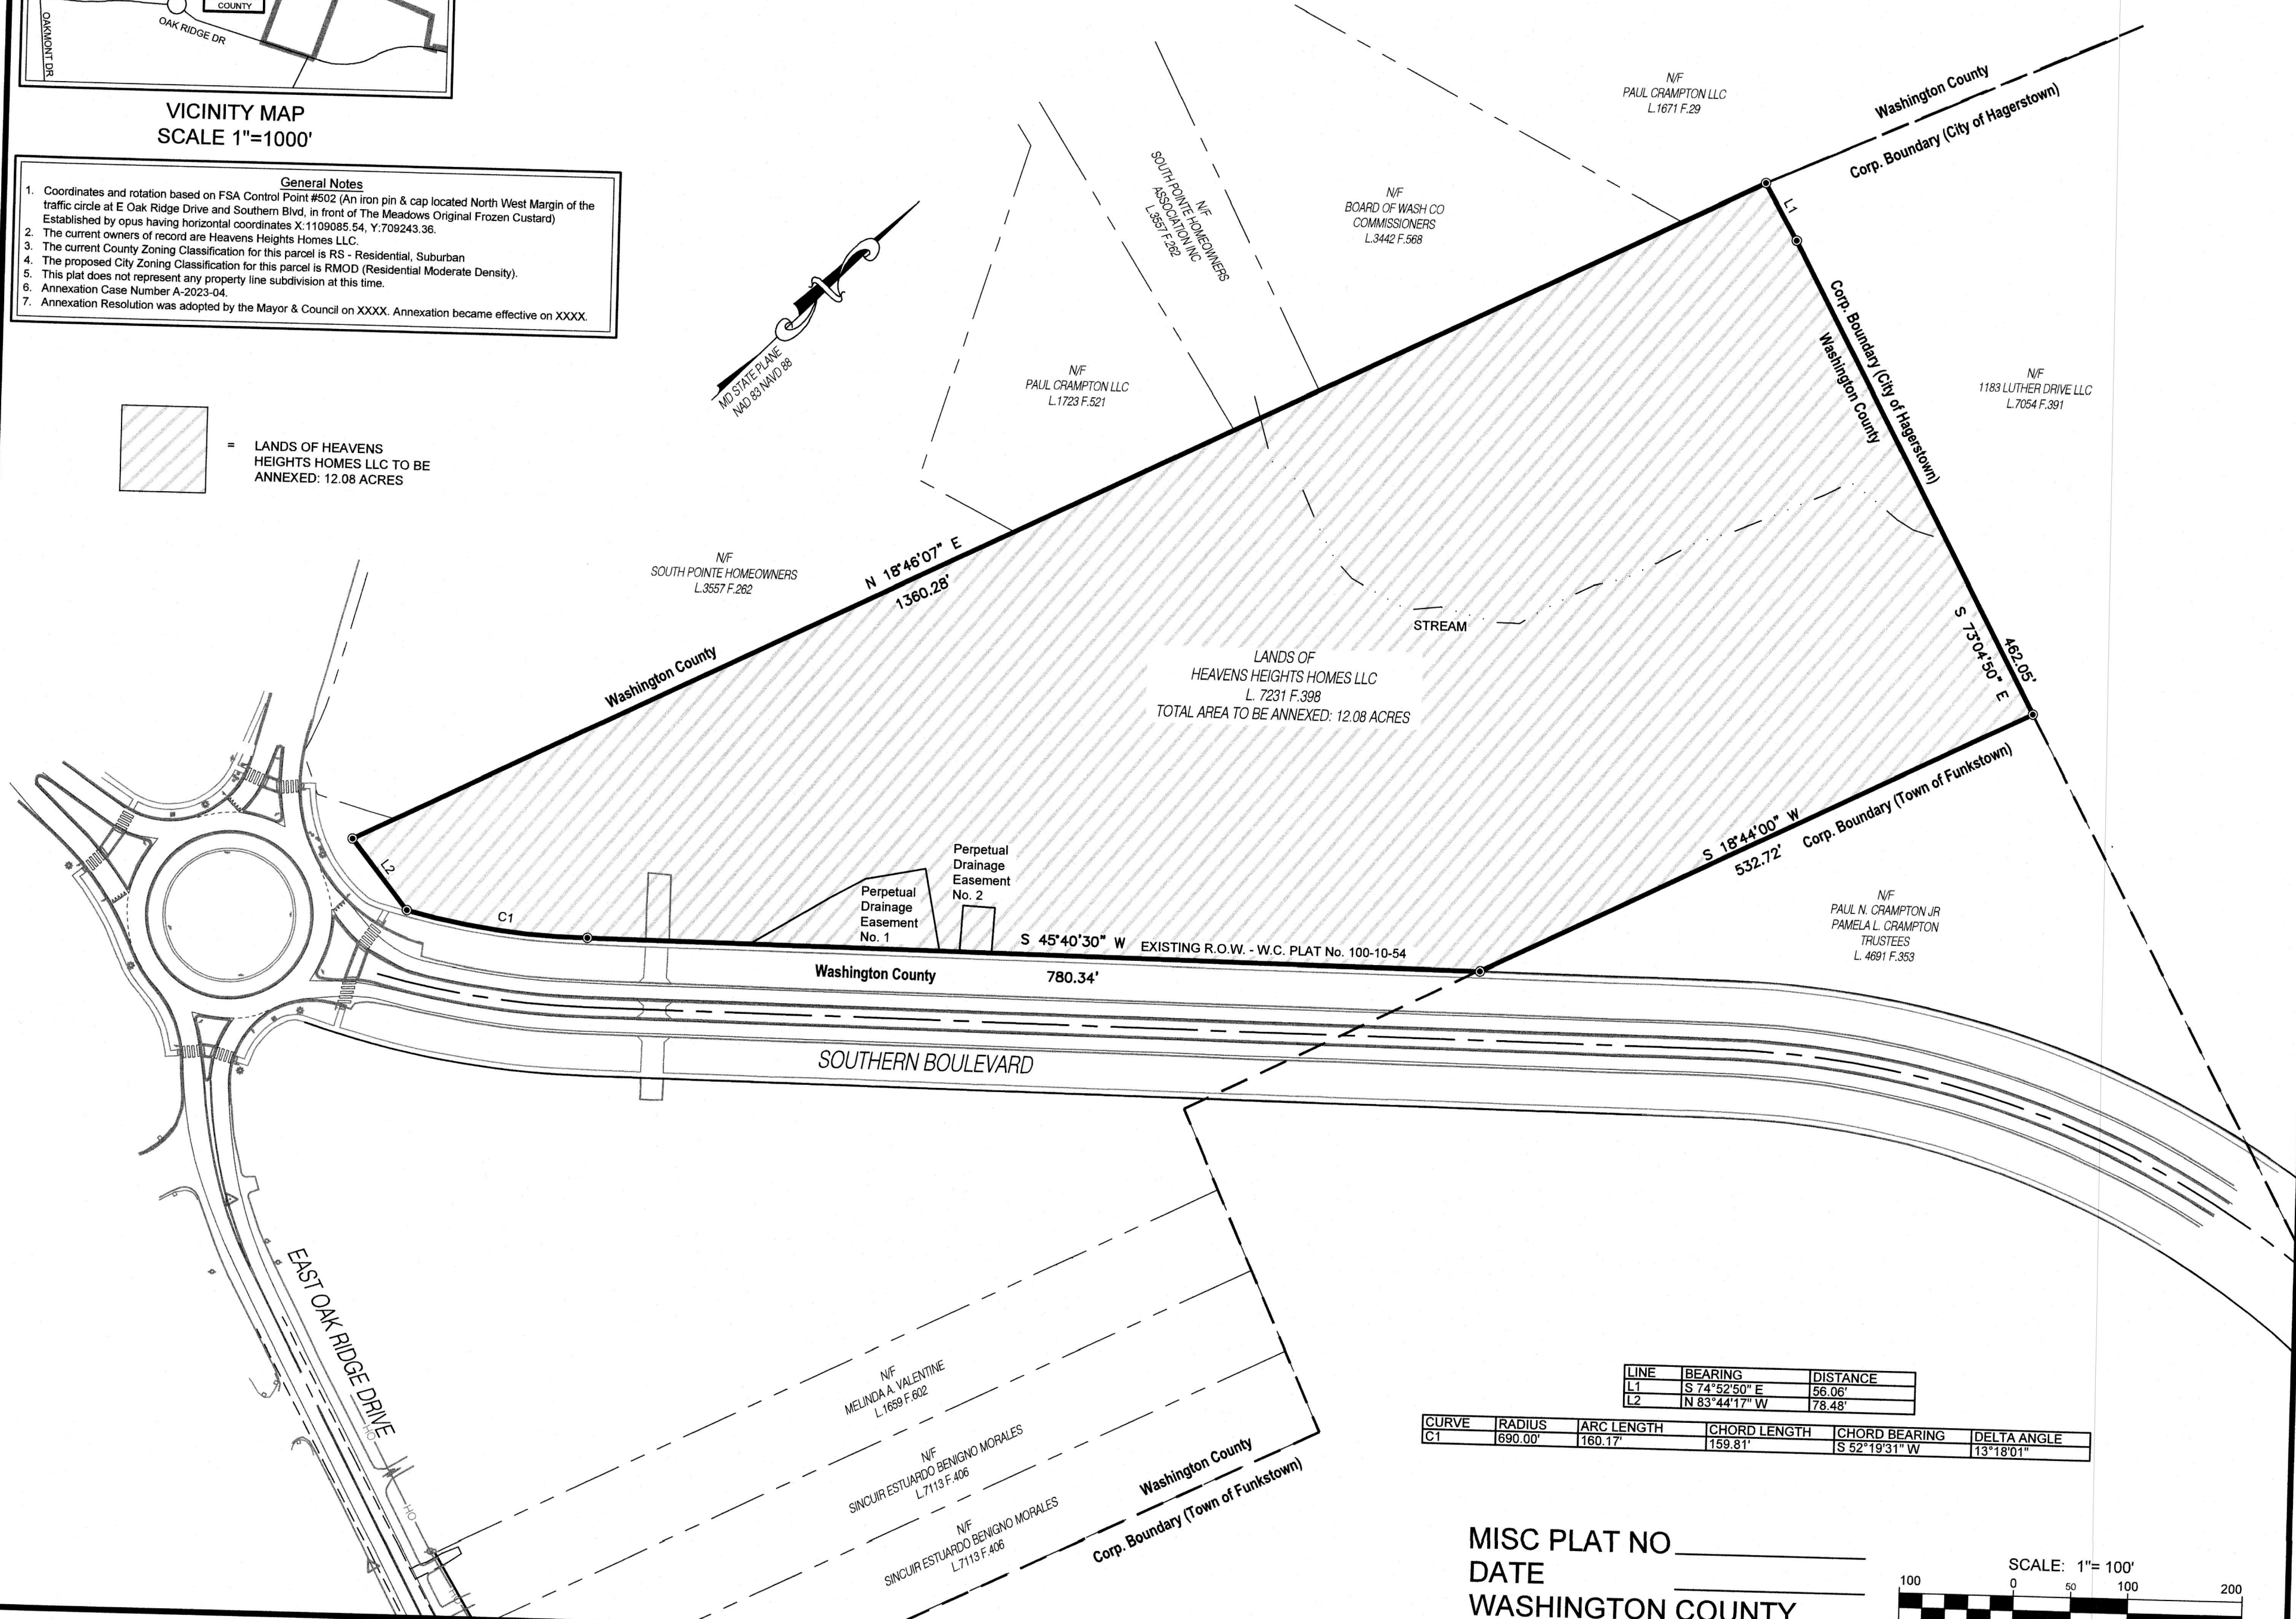 OAKMONT DR
COUNTY
OAK RIDGE DR
VICINITY MAP
SCALE 1"=1000'
General Notes
1. Coordinates and rotation based on FSA Control Point #502 (An iron pin & cap located North West Margin of the
traffic circle at E Oak Ridge Drive and Southern Blvd, in front of The Meadows Original Frozen Custard)
Established by opus having horizontal coordinates X:1109085.54, Y:709243.36.
2. The current owners of record are Heavens Heights Homes LLC.
3. The current County Zoning Classification for this parcel is RS - Residential, Suburban
4. The proposed City Zoning Classification for this parcel is RMOD (Residential Moderate Density).
5. This plat does not represent any property line subdivision at this time.
6. Annexation Case Number A-2023-04.
7. Annexation Resolution was adopted by the Mayor & Council on XXXX. Annexation became effective on XXXX.
= LANDS OF HEAVENS
HEIGHTS HOMES LLC TO BE
ANNEXED: 12.08 ACRES
MD STATE PLANE
NAD 83 NAVD 88
N/F
PAUL CRAMPTON LLC
L.1723 F.521
N/F
SOUTH POINTE HOMEOWNERS
ASSOCIATION INC
L.3557 F.262
N/F
BOARD OF WASH CO
COMMISSIONERS
L.3442 F.568
N/F
PAUL CRAMPTON LLC
L.1671 F.29
Washington County
Corp. Boundary (City of Hagerstown)
L1
Corp. Boundary (City of Hagerstown)
Washington County
N/F
1183 LUTHER DRIVE LLC
L.7054 F.391
N/F
SOUTH POINTE HOMEOWNERS
L.3557 F.262
N 18°46'07" E
1360.28'
Washington County
STREAM
LANDS OF
HEAVENS HEIGHTS HOMES LLC
L. 7231 F.398
TOTAL AREA TO BE ANNEXED: 12.08 ACRES
S 73°04'50" E
462.05'
S 18°44'00" W
532.72'
Corp. Boundary (Town of Funkstown)
L2
C1
Perpetual
Drainage
Easement
No. 1
Perpetual
Drainage
Easement
No. 2
S 45°40'30" W
EXISTING R.O.W. - W.C. PLAT No. 100-10-54
Washington County
780.34'
N/F
PAUL N. CRAMPTON JR
PAMELA L. CRAMPTON
TRUSTEES
L. 4691 F.353
SOUTHERN BOULEVARD
EAST OAK RIDGE DRIVE
OH
OH
N/F
MELINDA A. VALENTINE
L.1659 F.602
N/F
SINCUIR ESTUARDO BENIGNO MORALES
L.7113 F.406
N/F
SINCUIR ESTUARDO BENIGNO MORALES
L.7113 F.406
Washington County
Corp. Boundary (Town of Funkstown)
LINE BEARING DISTANCE
L1 S 74°52'50" E 56.06'
L2 N 83°44'17" W 78.48'
CURVE RADIUS ARC LENGTH CHORD LENGTH CHORD BEARING DELTA ANGLE
C1 690.00' 160.17' 159.81' S 52°19'31" W 13°18'01"
MISC PLAT NO
DATE
WASHINGTON COUNTY
SCALE: 1"= 100'
100 0 50 100 200